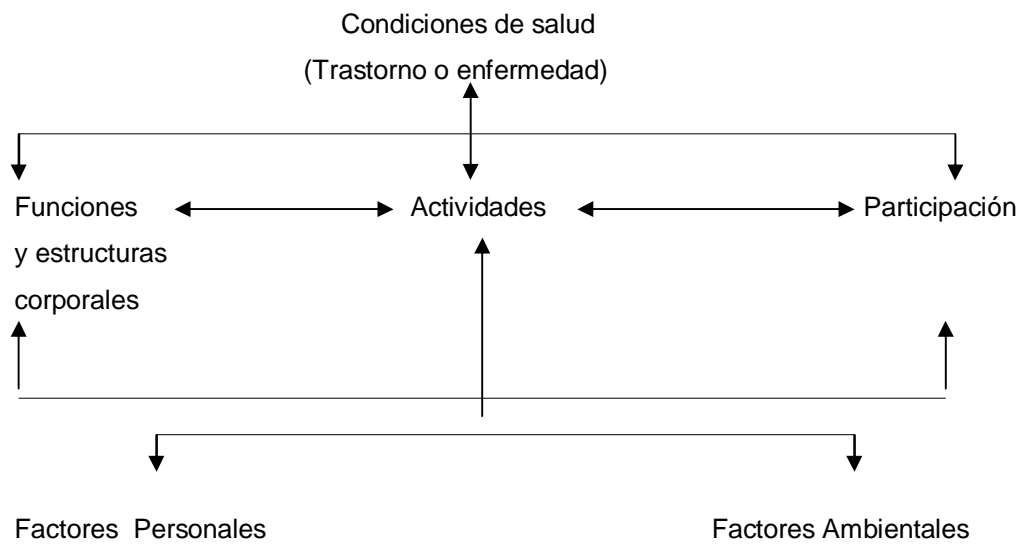 Condiciones de salud
(Trastorno o enfermedad)
Funciones
y estructuras
corporales
Actividades
Participación
Factores Personales
Factores Ambientales